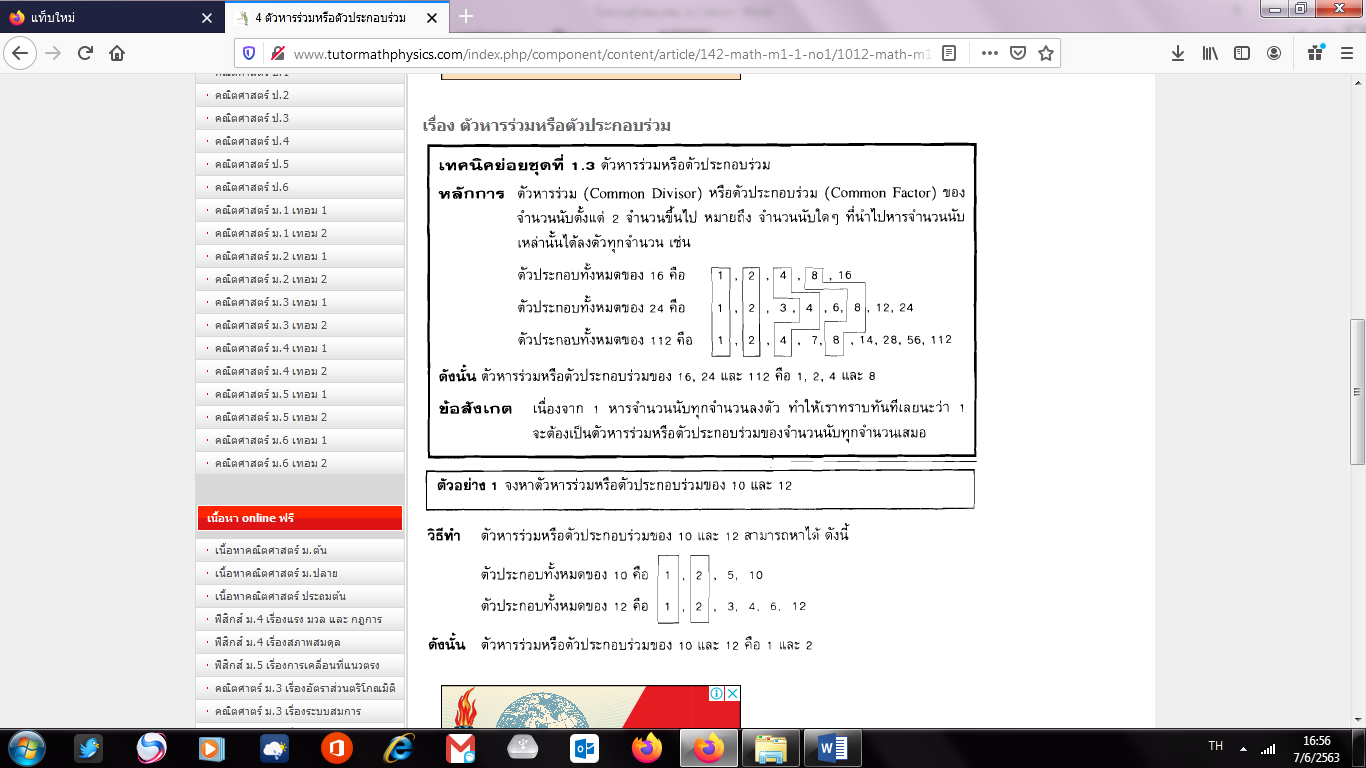 แท็บใหม่
4 ตัวหารร่วมหรือตัวประกอบร่วม
www.tutormathphysics.com/index.php/component/content/article/142-math-m1-1-no1/1012-math-m1
คณิตศาสตร์ ป.2
คณิตศาสตร์ ป.3
คณิตศาสตร์ ป.4
คณิตศาสตร์ ป.5
คณิตศาสตร์ ป.6
คณิตศาสตร์ ม.1 เทอม 1
คณิตศาสตร์ ม.1 เทอม 2
คณิตศาสตร์ ม.2 เทอม 1
คณิตศาสตร์ ม.2 เทอม 2
คณิตศาสตร์ ม.3 เทอม 1
คณิตศาสตร์ ม.3 เทอม 2
คณิตศาสตร์ ม.4 เทอม 1
คณิตศาสตร์ ม.4 เทอม 2
คณิตศาสตร์ ม.5 เทอม 1
คณิตศาสตร์ ม.5 เทอม 2
คณิตศาสตร์ ม.6 เทอม 1
คณิตศาสตร์ ม.6 เทอม 2
เนื้อหา online ฟรี
เนื้อหาคณิตศาสตร์ ม.ต้น
เนื้อหาคณิตศาสตร์ ม.ปลาย
เนื้อหาคณิตศาสตร์ ประถมต้น
ฟิสิกส์ ม.4 เรื่องแรง มวล และ กฎการ
ฟิสิกส์ ม.4 เรื่องสภาพสมดุล
ฟิสิกส์ ม.5 เรื่องการเคลื่อนที่แนวตรง
คณิตศาตร์ ม.3 เรื่องอัตราส่วนตรีโกณมิติ
คณิตศาตร์ ม.3 เรื่องระบบสมการ
เรื่อง ตัวหารร่วมหรือตัวประกอบร่วม
เทคนิคย่อยชุดที่ 1.3 ตัวหารร่วมหรือตัวประกอบร่วม
หลักการ ตัวหารร่วม (Common Divisor) หรือตัวประกอบร่วม (Common Factor) ของ
จำนวนนับตั้งแต่ 2 จำนวนขึ้นไป หมายถึง จำนวนนับใดๆ ที่นำไปหารจำนวนนับ
เหล่านั้นได้ลงตัวทุกจำนวน เช่น
ตัวประกอบทั้งหมดของ 16 คือ 1 , 2 , 4 , 8 , 16
ตัวประกอบทั้งหมดของ 24 คือ 1 , 2 , 3 , 4 , 6, 8 , 12, 24
ตัวประกอบทั้งหมดของ 112 คือ 1 , 2 , 4 , 7, 8 , 14, 28, 56, 112
ดังนั้น ตัวหารร่วมหรือตัวประกอบร่วมของ 16, 24 และ 112 คือ 1, 2, 4 และ 8
ข้อสังเกต เนื่องจาก 1 หารจำนวนนับทุกจำนวนลงตัว ทำให้เราทราบทันทีเลยนะว่า 1
จะต้องเป็นตัวหารร่วมหรือตัวประกอบร่วมของจำนวนนับทุกจำนวนเสมอ
ตัวอย่าง 1 จงหาตัวหารร่วมหรือตัวประกอบร่วมของ 10 และ 12
วิธีทำ ตัวหารร่วมหรือตัวประกอบร่วมของ 10 และ 12 สามารถหาได้ ดังนี้
ตัวประกอบทั้งหมดของ 10 คือ 1 , 2 , 5, 10
ตัวประกอบทั้งหมดของ 12 คือ 1 , 2 , 3, 4, 6, 12
ดังนั้น ตัวหารร่วมหรือตัวประกอบร่วมของ 10 และ 12 คือ 1 และ 2
TH
16:56
7/6/2563